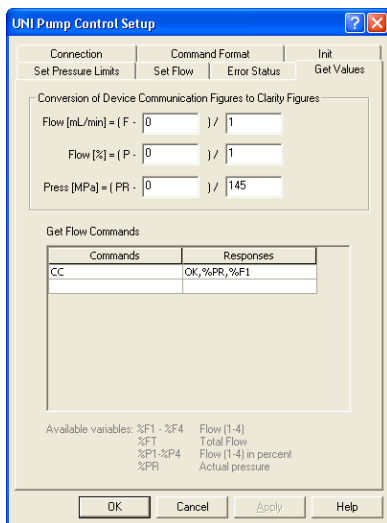 UNI Pump Control Setup
Connection Command Format Init
Set Pressure Limits Set Flow Error Status Get Values
Conversion of Device Communication Figures to Clarity Figures
Flow [mL/min] = ( F - 0 ) / 1
Flow [%] = ( P - 0 ) / 1
Press [MPa] = ( PR - 0 ) / 145
Get Flow Commands
Commands Responses
CC OK,%PR,%F1
Available variables: %F1 - %F4 Flow (1-4)
%FT Total Flow
%P1-%P4 Flow (1-4) in percent
%PR Actual pressure
OK Cancel Apply Help